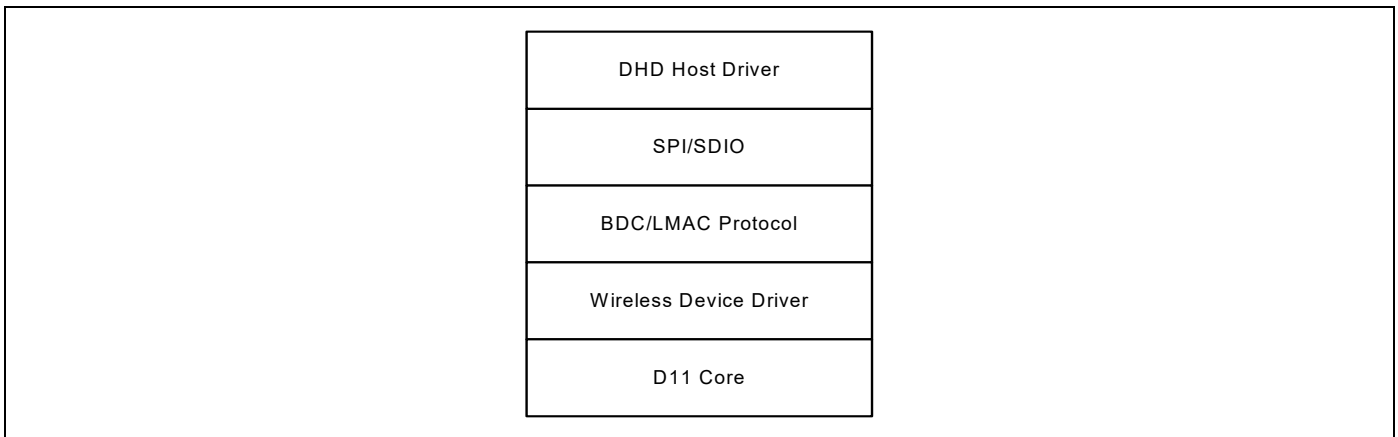 DHD Host Driver
SPI/SDIO
BDC/LMAC Protocol
Wireless Device Driver
D11 Core